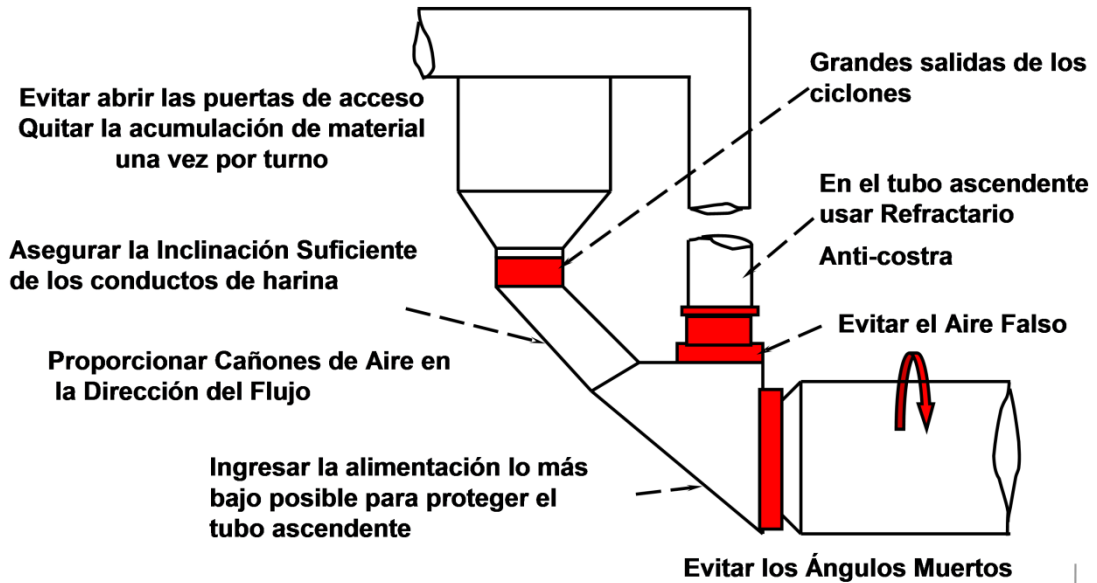 Grandes salidas de los
ciclones
Evitar abrir las puertas de acceso
Quitar la acumulación de material
una vez por turno
En el tubo ascendente
usar Refractario
Anti-costra
Asegurar la Inclinación Suficiente
de los conductos de harina
Evitar el Aire Falso
Proporcionar Cañones de Aire en
la Dirección del Flujo
Ingresar la alimentación lo más
bajo posible para proteger el
tubo ascendente
Evitar los Ángulos Muertos